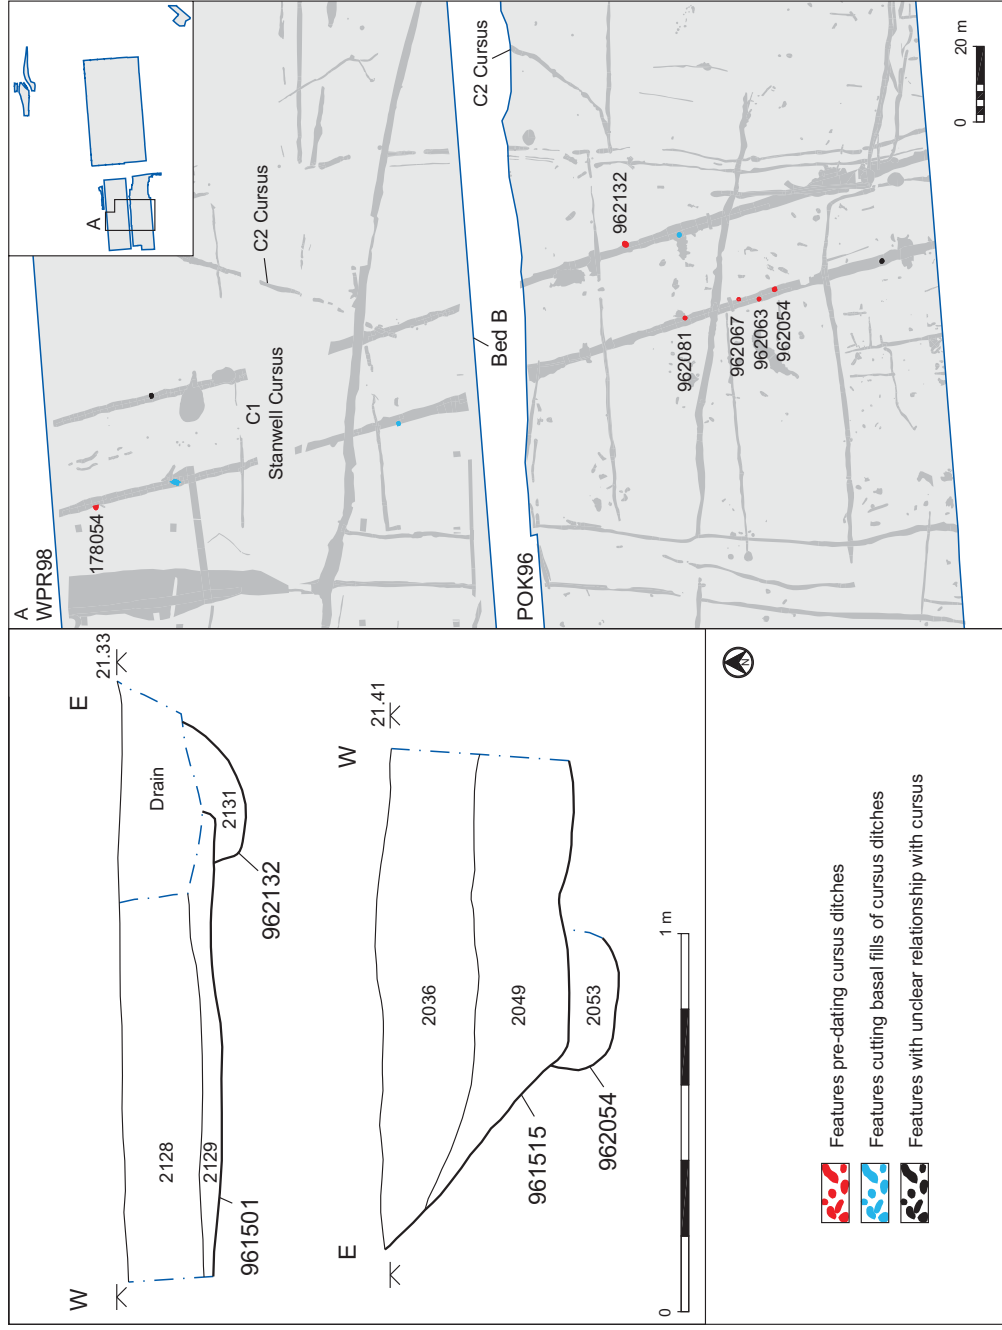 W
E
21.33
Drain
2128
2129
2131
961501
962132
E
W
21.41
2036
2049
2053
961515
962054
0
1 m
Features pre-dating cursus ditches
Features cutting basal fills of cursus ditches
Features with unclear relationship with cursus
N
A
WPR98
178054
C1
Stanwell Cursus
C2 Cursus
A
Bed B
POK96
C2 Cursus
962132
962081
962067
962063
962054
0
20 m